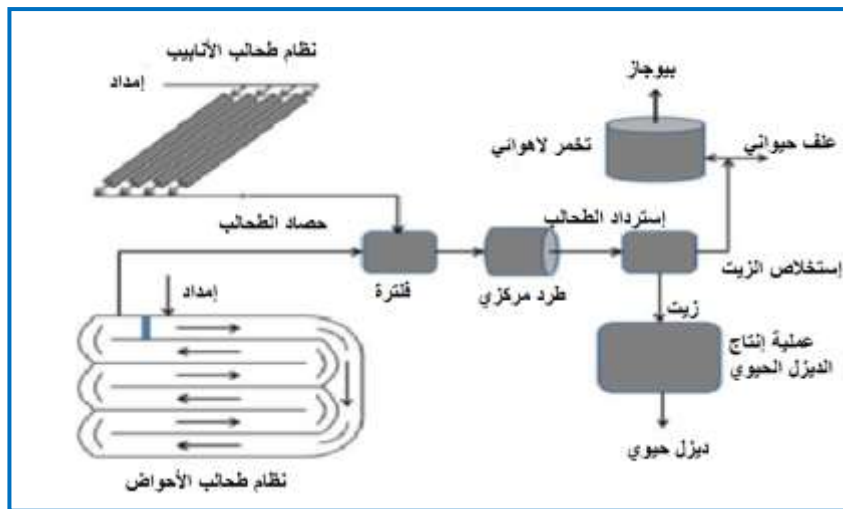 نظام طحالب الأنابيب
إمداد
بيوجاز
تخمر لاهوائي
علف حيواني
حصاد الطحالب
إسترداد الطحالب
إستخلاص الزيت
فلترة
طرد مركزي
إمداد
زيت
عملية إنتاج
الديزل الحيوي
ديزل حيوي
نظام طحالب الأحواض